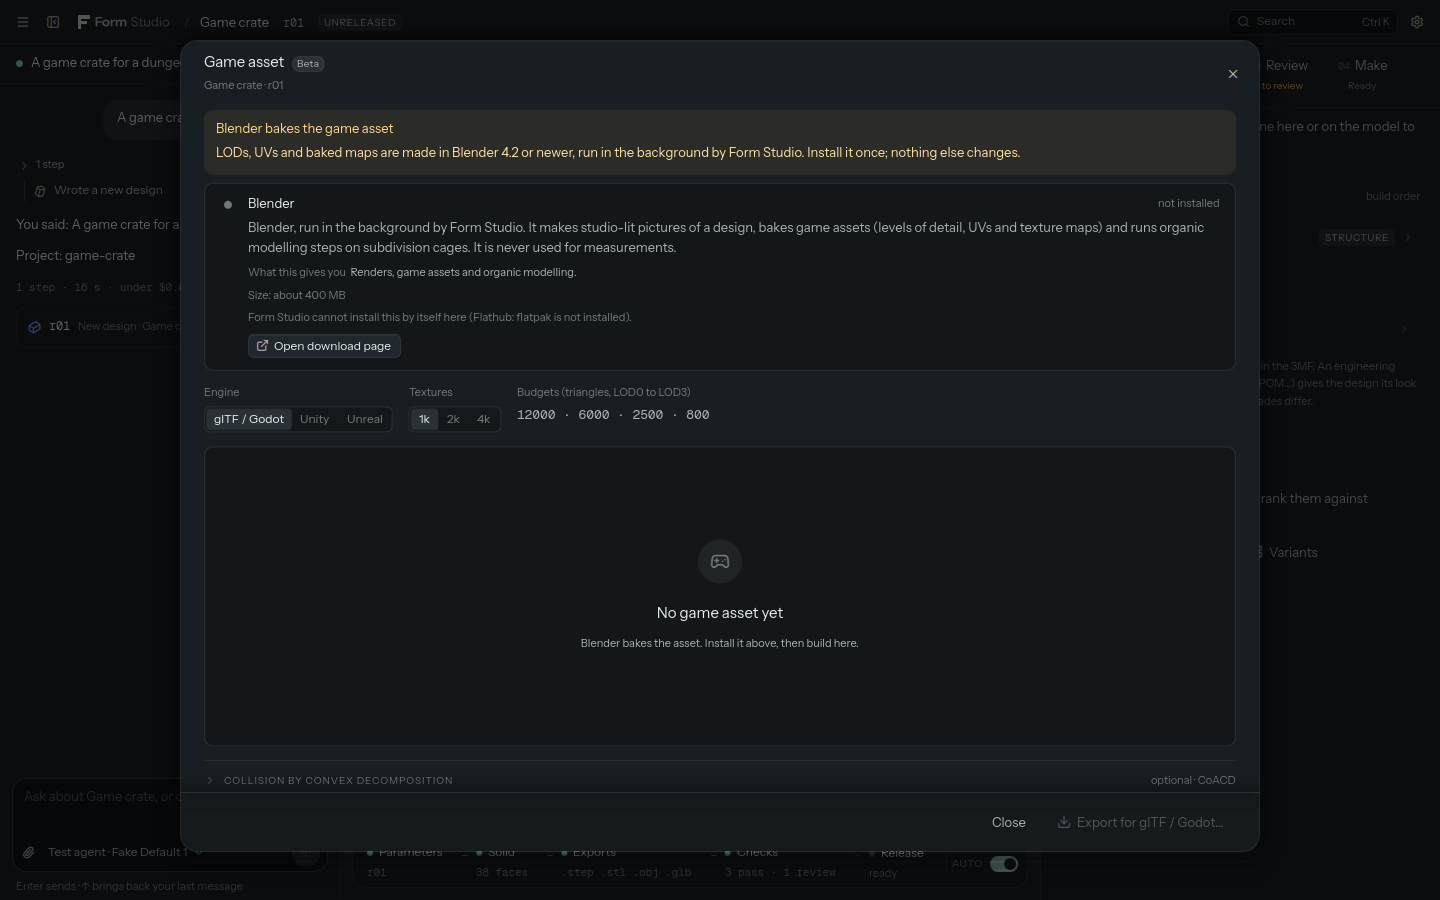 Form Studio / Game crate r01 UNRELEASED
Search Ctrl K
A game crate for a dunge
Game asset Beta
Game crate · r01
Review
to review
04 Make
Ready
A game cra
1 step
Wrote a new design
You said: A game crate for a
Project: game-crate
1 step · 16 s · under $0.
r01 New design · Game d
Blender bakes the game asset
LODs, UVs and baked maps are made in Blender 4.2 or newer, run in the background by Form Studio. Install it once; nothing else changes.
Blender not installed
Blender, run in the background by Form Studio. It makes studio-lit pictures of a design, bakes game assets (levels of detail, UVs and texture maps) and runs organic
modelling steps on subdivision cages. It is never used for measurements.
What this gives you Renders, game assets and organic modelling.
Size: about 400 MB
Form Studio cannot install this by itself here (Flathub: flatpak is not installed).
Open download page
Engine Textures Budgets (triangles, LOD0 to LOD3)
glTF / Godot Unity Unreal 1k 2k 4k 12000 · 6000 · 2500 · 800
No game asset yet
Blender bakes the asset. Install it above, then build here.
COLLISION BY CONVEX DECOMPOSITION optional · CoACD
Close Export for glTF / Godot...
ne here or on the model to
build order
STRUCTURE
in the 3MF. An engineering
POM...) gives the design its look
ades differ.
rank them against
Variants
Ask about Game crate, or
Test agent · Fake Default 1
Enter sends · ↑ brings back your last message
Parameters Solid Exports Checks Release
r01 38 faces .step .stl .obj .glb 3 pass · 1 review ready
AUTO